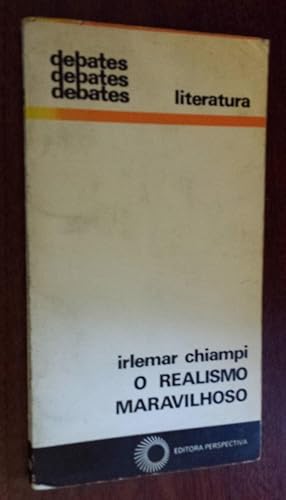 debates
debates
debates
literatura
irlemar chiampi
O REALISMO
MARAVILHOSO
EDITORA PERSPECTIVA